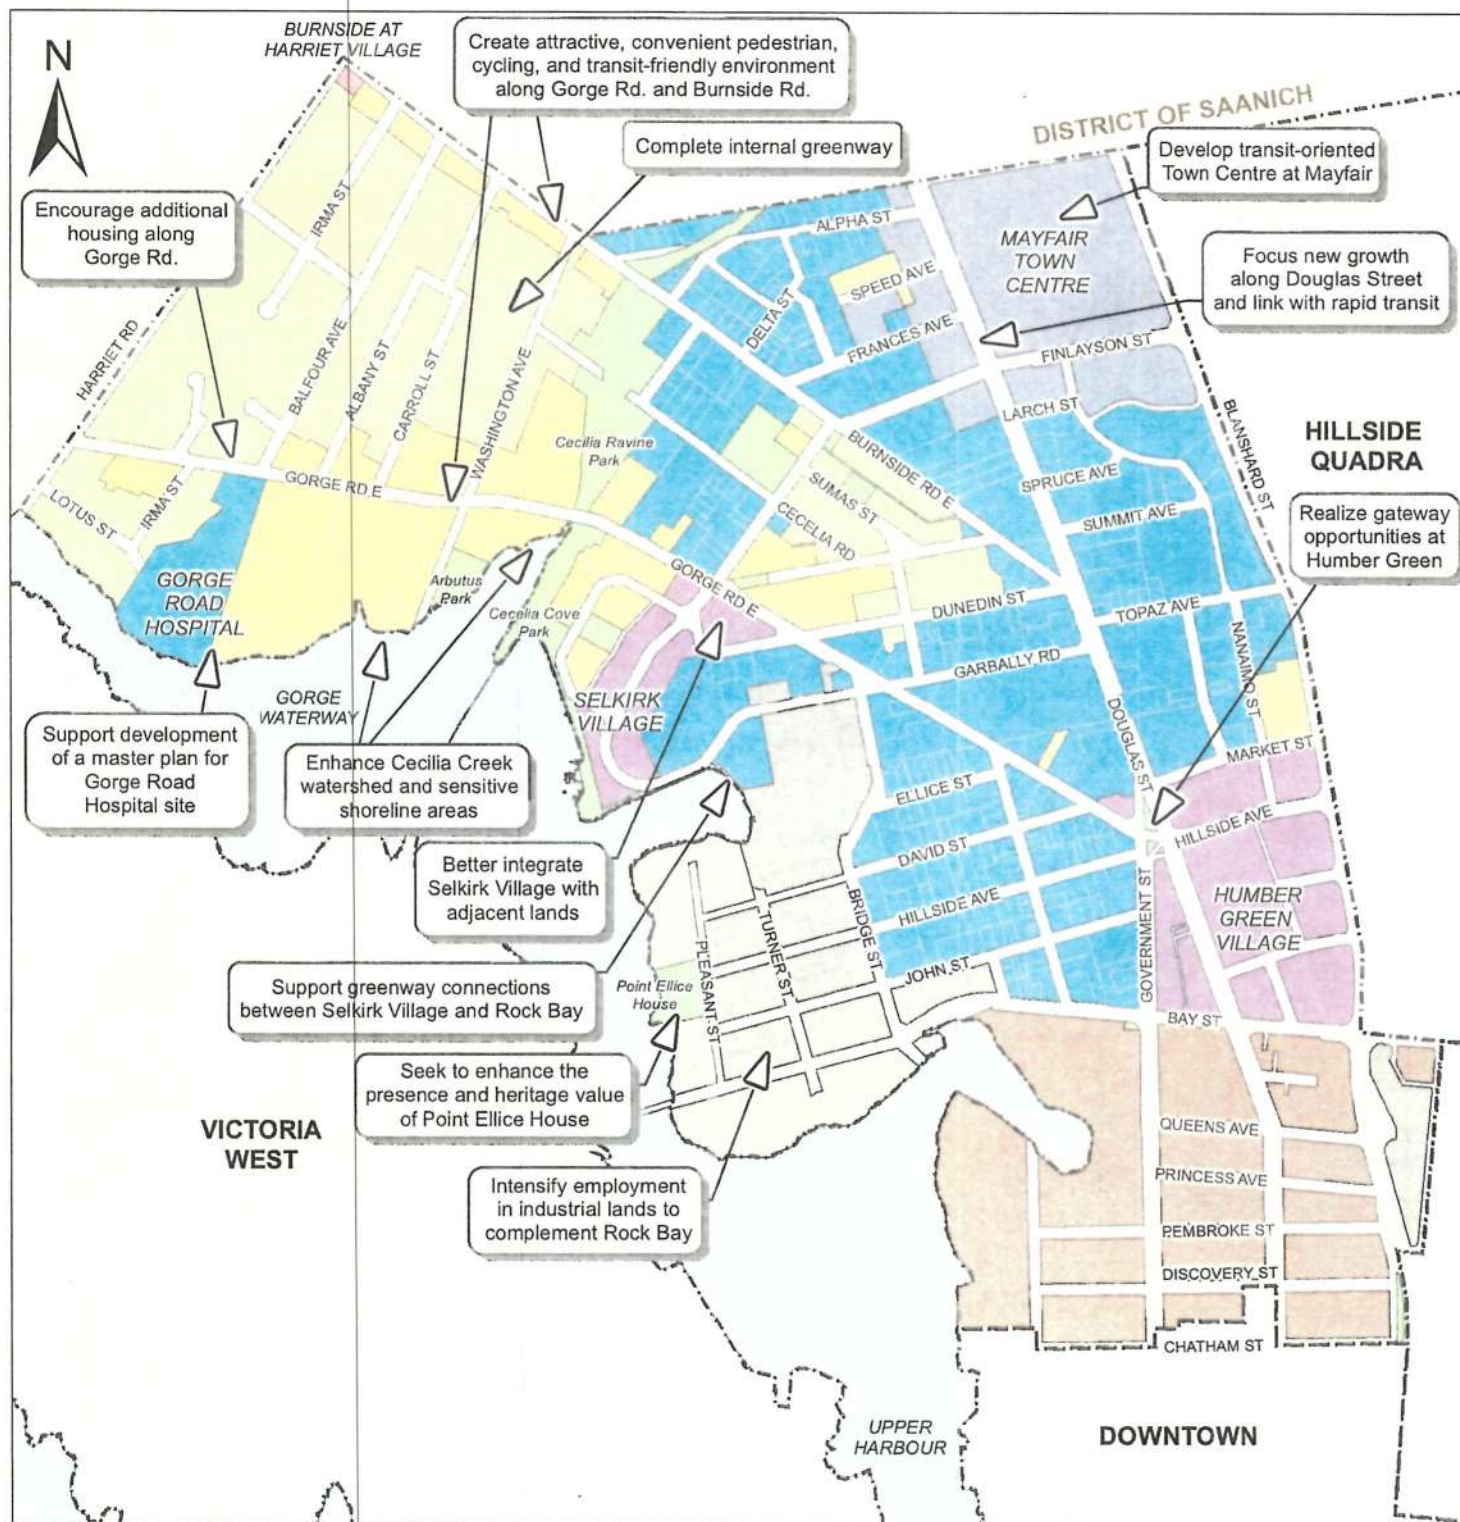 BURNSIDE AT
HARRIET VILLAGE
N
Create attractive, convenient pedestrian,
cycling, and transit-friendly environment
along Gorge Rd. and Burnside Rd.
DISTRICT OF SAANICH
Complete internal greenway
Develop transit-oriented
Town Centre at Mayfair
Encourage additional
housing along
Gorge Rd.
IRMA ST
ALPHA ST
MAYFAIR
TOWN
CENTRE
Focus new growth
along Douglas Street
and link with rapid transit
SPEED AVE
DELTA ST
FRANCES AVE
FINLAYSON ST
HARRIET RD
BALFOUR AVE
ALBANY ST
CARROLL ST
WASHINGTON AVE
LARCH ST
BLANSHARD ST
HILLSIDE
QUADRA
Cecilia Ravine
Park
BURNSIDE RD E
SPRUCE AVE
SUMMIT AVE
SUMAS ST
CECELIA RD
GORGE RD E
LOTUS ST
IRMA ST
Realize gateway
opportunities at
Humber Green
GORGE
ROAD
HOSPITAL
Arbutus
Park
Cecelia Cove
Park
GORGE RD E
DUNEDIN ST
TOPAZ AVE
NANAIMO ST
GARBALLY RD
GORGE
WATERWAY
SELKIRK
VILLAGE
DOUGLAS ST
MARKET ST
Support development
of a master plan for
Gorge Road
Hospital site
Enhance Cecilia Creek
watershed and sensitive
shoreline areas
ELLICE ST
HILLSIDE AVE
DAVID ST
Better integrate
Selkirk Village with
adjacent lands
HILLSIDE AVE
BRIDGE ST
TURNER ST
PLEASANT ST
GOVERNMENT ST
HUMBER
GREEN
VILLAGE
JOHN ST
Support greenway connections
between Selkirk Village and Rock Bay
Point Ellice
House
BAY ST
Seek to enhance the
presence and heritage value
of Point Ellice House
VICTORIA
WEST
QUEENS AVE
PRINCESS AVE
Intensify employment
in industrial lands to
complement Rock Bay
PEMBROKE ST
DISCOVERY ST
CHATHAM ST
UPPER
HARBOUR
DOWNTOWN